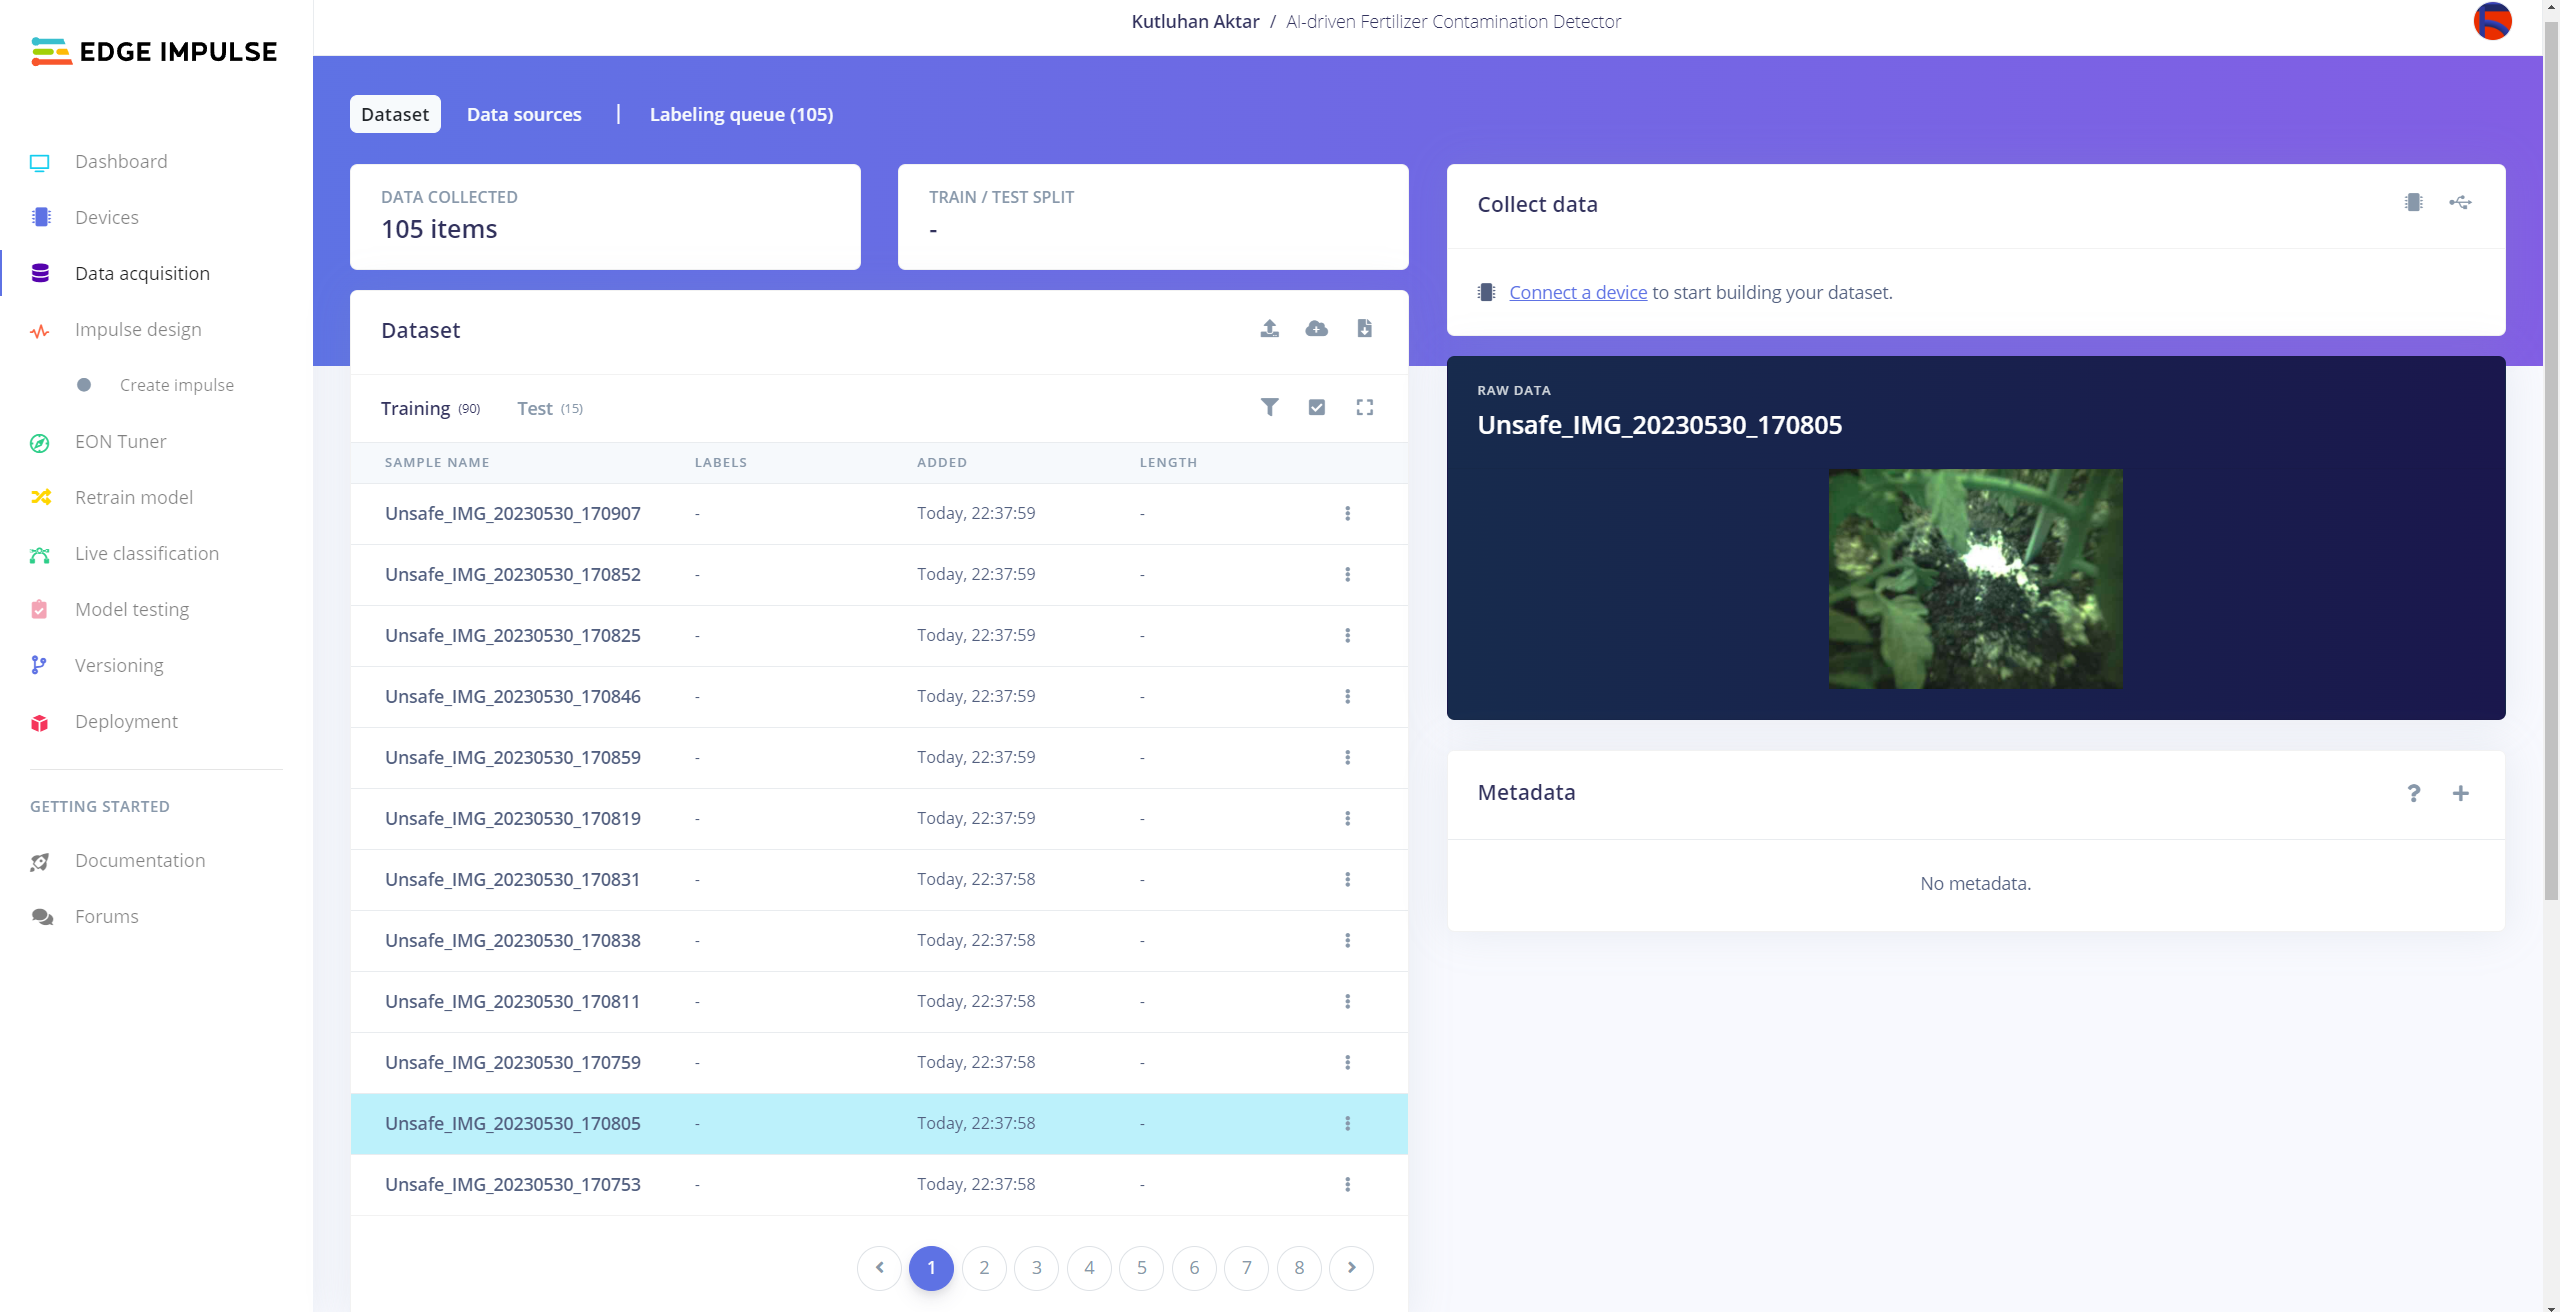 EDGE IMPULSE
Kutluhan Aktar / AI-driven Fertilizer Contamination Detector
Dashboard
Devices
Data acquisition
Impulse design
Create impulse
EON Tuner
Retrain model
Live classification
Model testing
Versioning
Deployment
GETTING STARTED
Documentation
Forums
Dataset Data sources | Labeling queue (105)
DATA COLLECTED
105 items
TRAIN / TEST SPLIT
-
Dataset
Training (90) Test (15)
SAMPLE NAME LABELS ADDED LENGTH
Unsafe_IMG_20230530_170907 - Today, 22:37:59 -
Unsafe_IMG_20230530_170852 - Today, 22:37:59 -
Unsafe_IMG_20230530_170825 - Today, 22:37:59 -
Unsafe_IMG_20230530_170846 - Today, 22:37:59 -
Unsafe_IMG_20230530_170859 - Today, 22:37:59 -
Unsafe_IMG_20230530_170819 - Today, 22:37:59 -
Unsafe_IMG_20230530_170831 - Today, 22:37:58 -
Unsafe_IMG_20230530_170838 - Today, 22:37:58 -
Unsafe_IMG_20230530_170811 - Today, 22:37:58 -
Unsafe_IMG_20230530_170759 - Today, 22:37:58 -
Unsafe_IMG_20230530_170805 - Today, 22:37:58 -
Unsafe_IMG_20230530_170753 - Today, 22:37:58 -
1 2 3 4 5 6 7 8
Collect data
Connect a device to start building your dataset.
RAW DATA
Unsafe_IMG_20230530_170805
Metadata
No metadata.